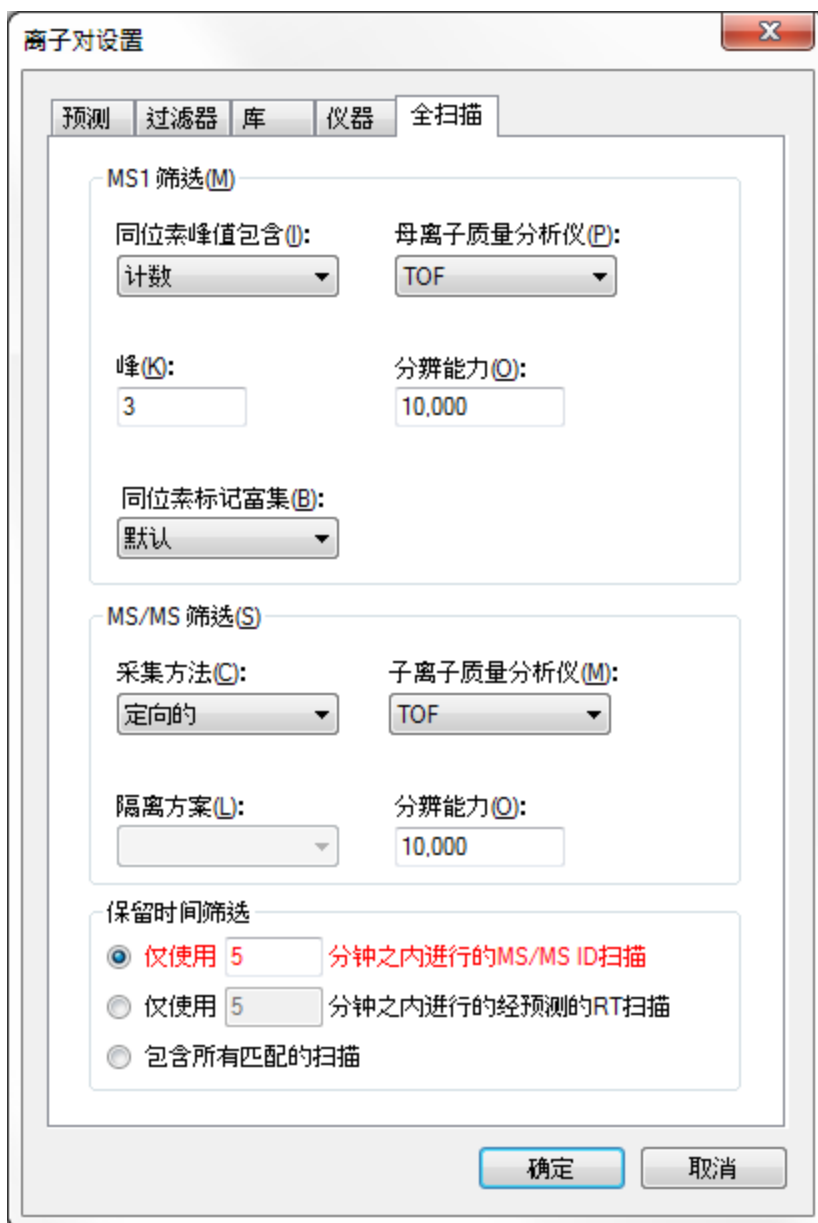 离子对设置
预测 过滤器 库 仪器 全扫描
MS1 筛选(M)
同位素峰值包含(I): 母离子质量分析仪(P):
计数 TOF
峰(K): 分辨能力(O):
3 10,000
同位素标记富集(B):
默认
MS/MS 筛选(S)
采集方法(C): 子离子质量分析仪(M):
定向的 TOF
隔离方案(L): 分辨能力(O):
10,000
保留时间筛选
仅使用 5 分钟之内进行的MS/MS ID扫描
仅使用 5 分钟之内进行的经预测的RT扫描
包含所有匹配的扫描
确定 取消